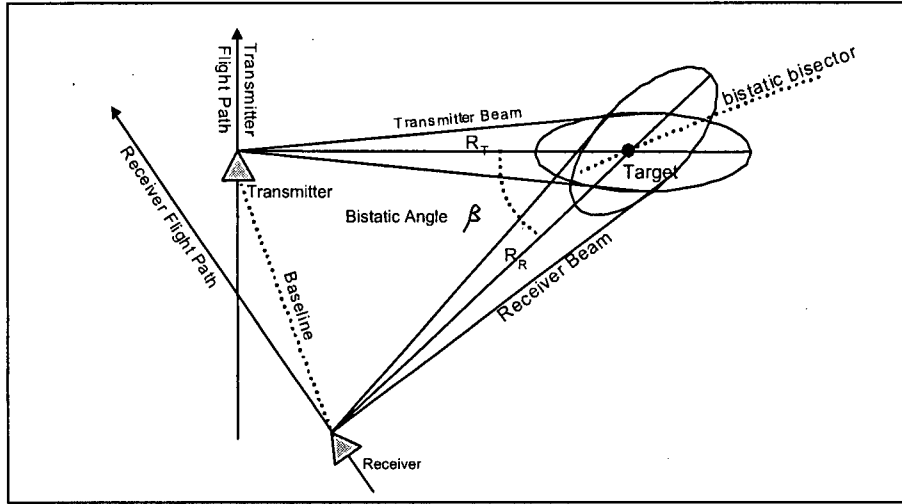 Transmitter
Flight Path
bistatic bisector
Transmitter Beam
R_T
Target
Transmitter
Receiver Flight Path
Bistatic Angle β
Baseline
R_R
Receiver Beam
Receiver